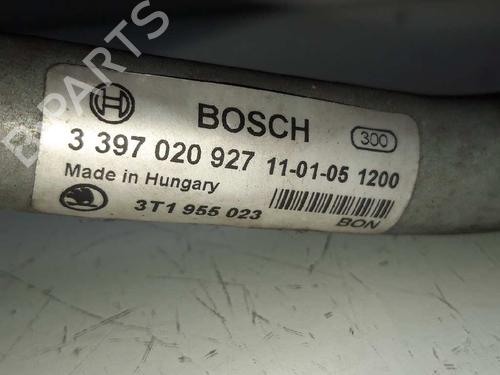 BOSCH 300
3 397 020 927 11-01-05 1200
Made in Hungary
3T1 955 023
BON
B-PARTS